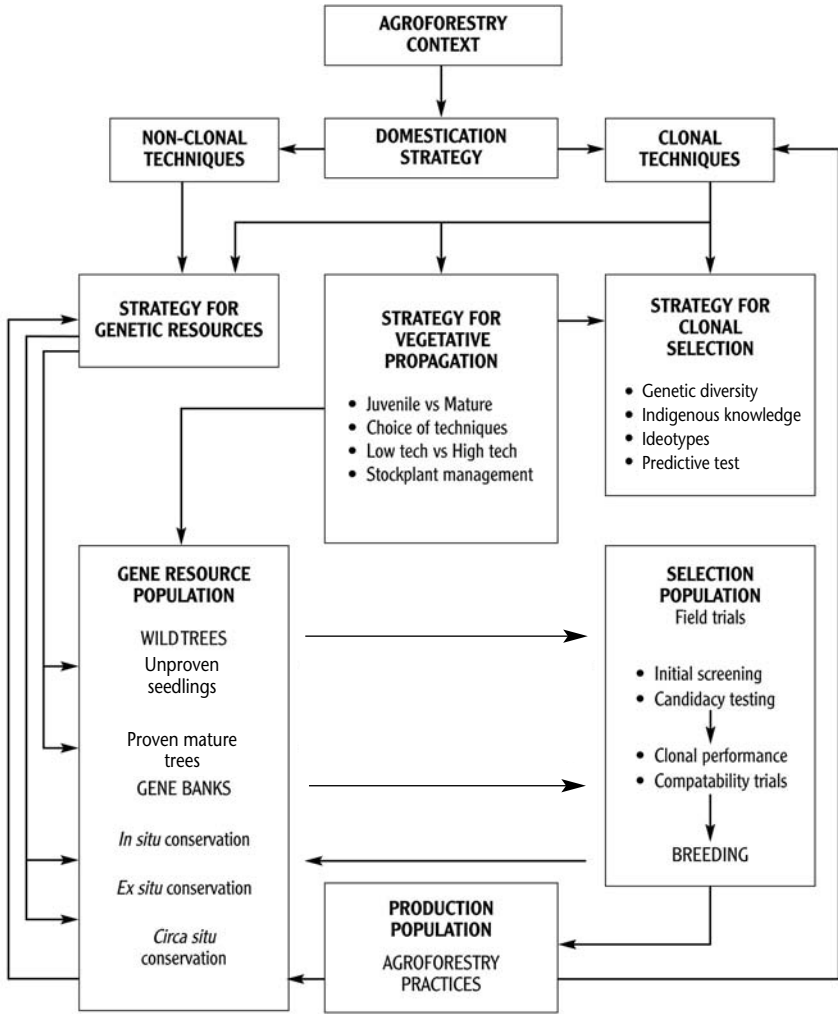 AGROFORESTRY
CONTEXT
NON-CLONAL
TECHNIQUES
DOMESTICATION
STRATEGY
CLONAL
TECHNIQUES
STRATEGY FOR
GENETIC RESOURCES
STRATEGY FOR
VEGETATIVE
PROPAGATION
• Juvenile vs Mature
• Choice of techniques
• Low tech vs High tech
• Stockplant management
STRATEGY FOR
CLONAL
SELECTION
• Genetic diversity
• Indigenous knowledge
• Ideotypes
• Predictive test
GENE RESOURCE
POPULATION
WILD TREES
Unproven
seedlings
Proven mature
trees
GENE BANKS
In situ conservation
Ex situ conservation
Circa situ
conservation
SELECTION
POPULATION
Field trials
• Initial screening
• Candidacy testing
• Clonal performance
• Compatability trials
BREEDING
PRODUCTION
POPULATION
AGROFORESTRY
PRACTICES